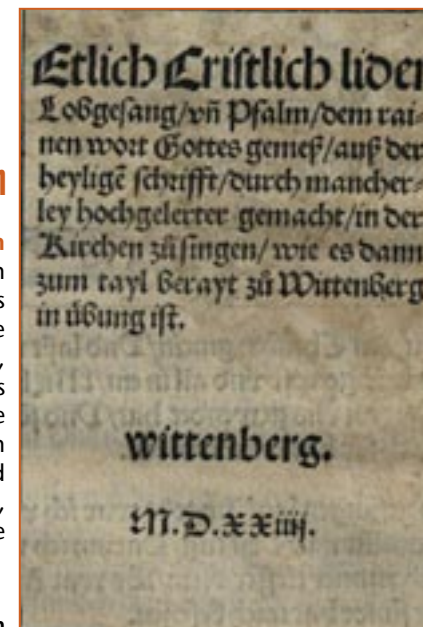 Etlich Cristlich lider
Lobgesang/vñ Psalm/dem rai-
nen wort Gottes gemeß/auß der
heyligē schrifft/durch mancher-
ley hochgelerter gemacht/in der
Kirchen zů singen/wie es dann
zum tayl berayt zů Wittenberg
in übung ist.
wittenberg.
M.D.XXiiij.